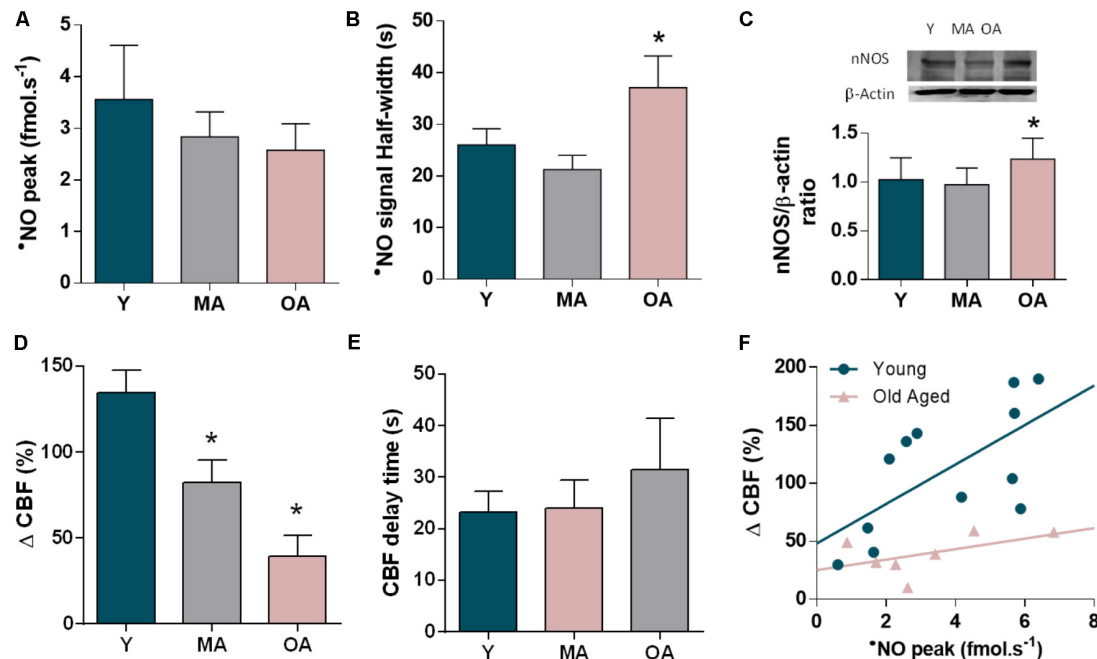 A
•NO peak (fmol.s-1)
5
4
3
2
1
0
Y MA OA
B
•NO signal Half-width (s)
50
40
30
20
10
0
*
Y MA OA
C
Y MA OA
nNOS
β-Actin
nNOS/β-actin
ratio
1.5
1.0
0.5
0.0
*
Y MA OA
D
Δ CBF (%)
150
100
50
0
* *
Y MA OA
E
CBF delay time (s)
50
40
30
20
10
0
Y MA OA
F
Δ CBF (%)
200
150
100
50
0
Young
Old Aged
0 2 4 6 8
•NO peak (fmol.s-1)